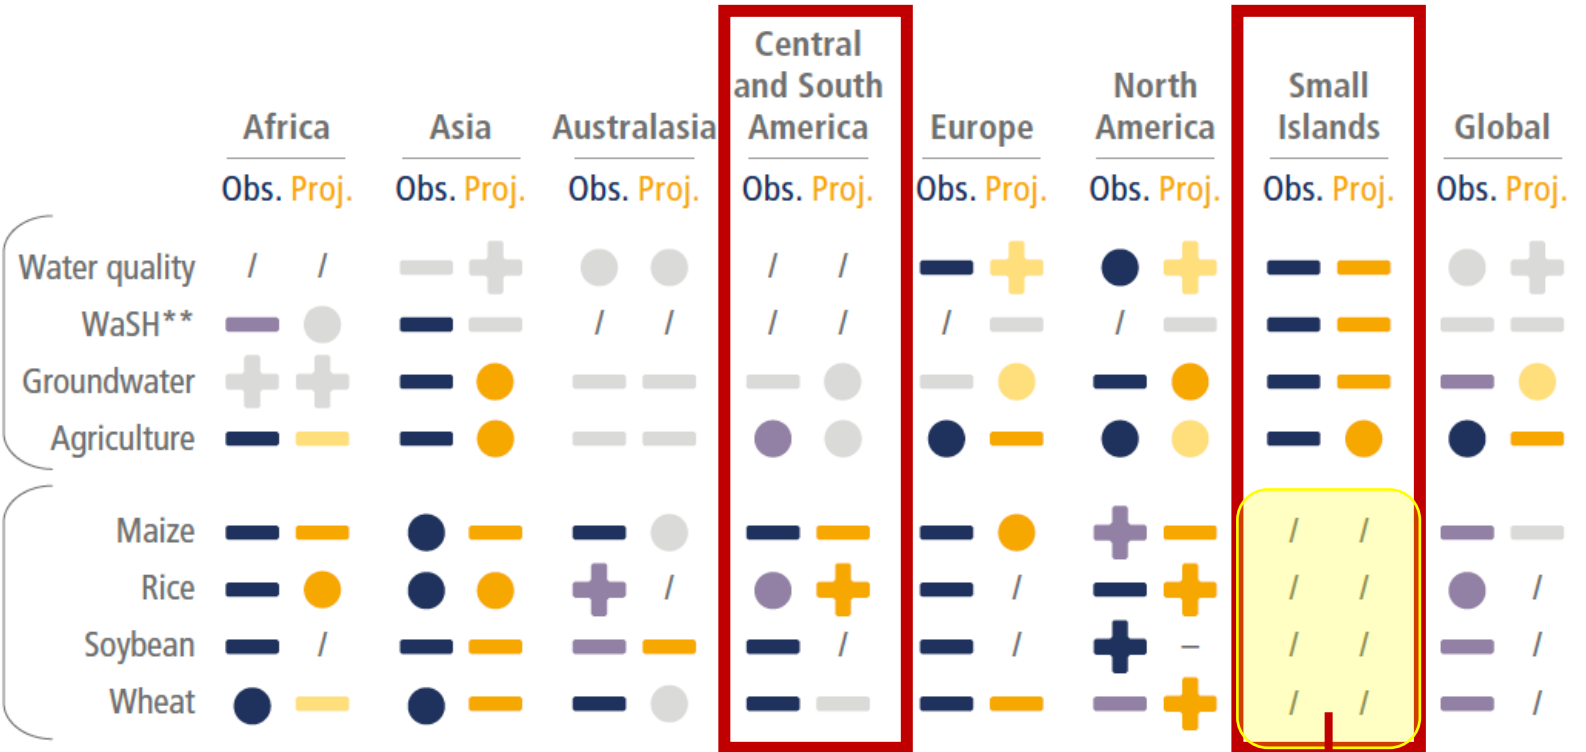 Central
and South
America
North
America
Small
Islands
Africa Asia Australasia Europe Global
Obs. Proj. Obs. Proj. Obs. Proj. Obs. Proj. Obs. Proj. Obs. Proj. Obs. Proj. Obs. Proj.
Water quality / / / /
WaSH** / / / / / /
Groundwater
Agriculture
Maize / /
Rice / / / / /
Soybean / / / – / / /
Wheat / / /